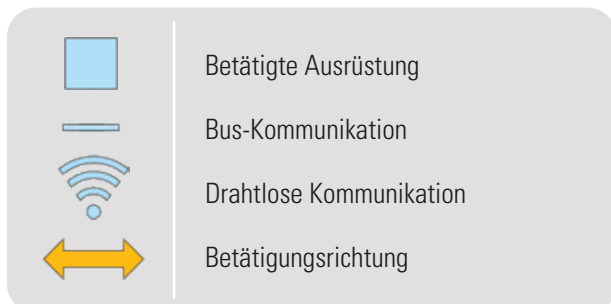 Betätigte Ausrüstung
Bus-Kommunikation
Drahtlose Kommunikation
Betätigungsrichtung